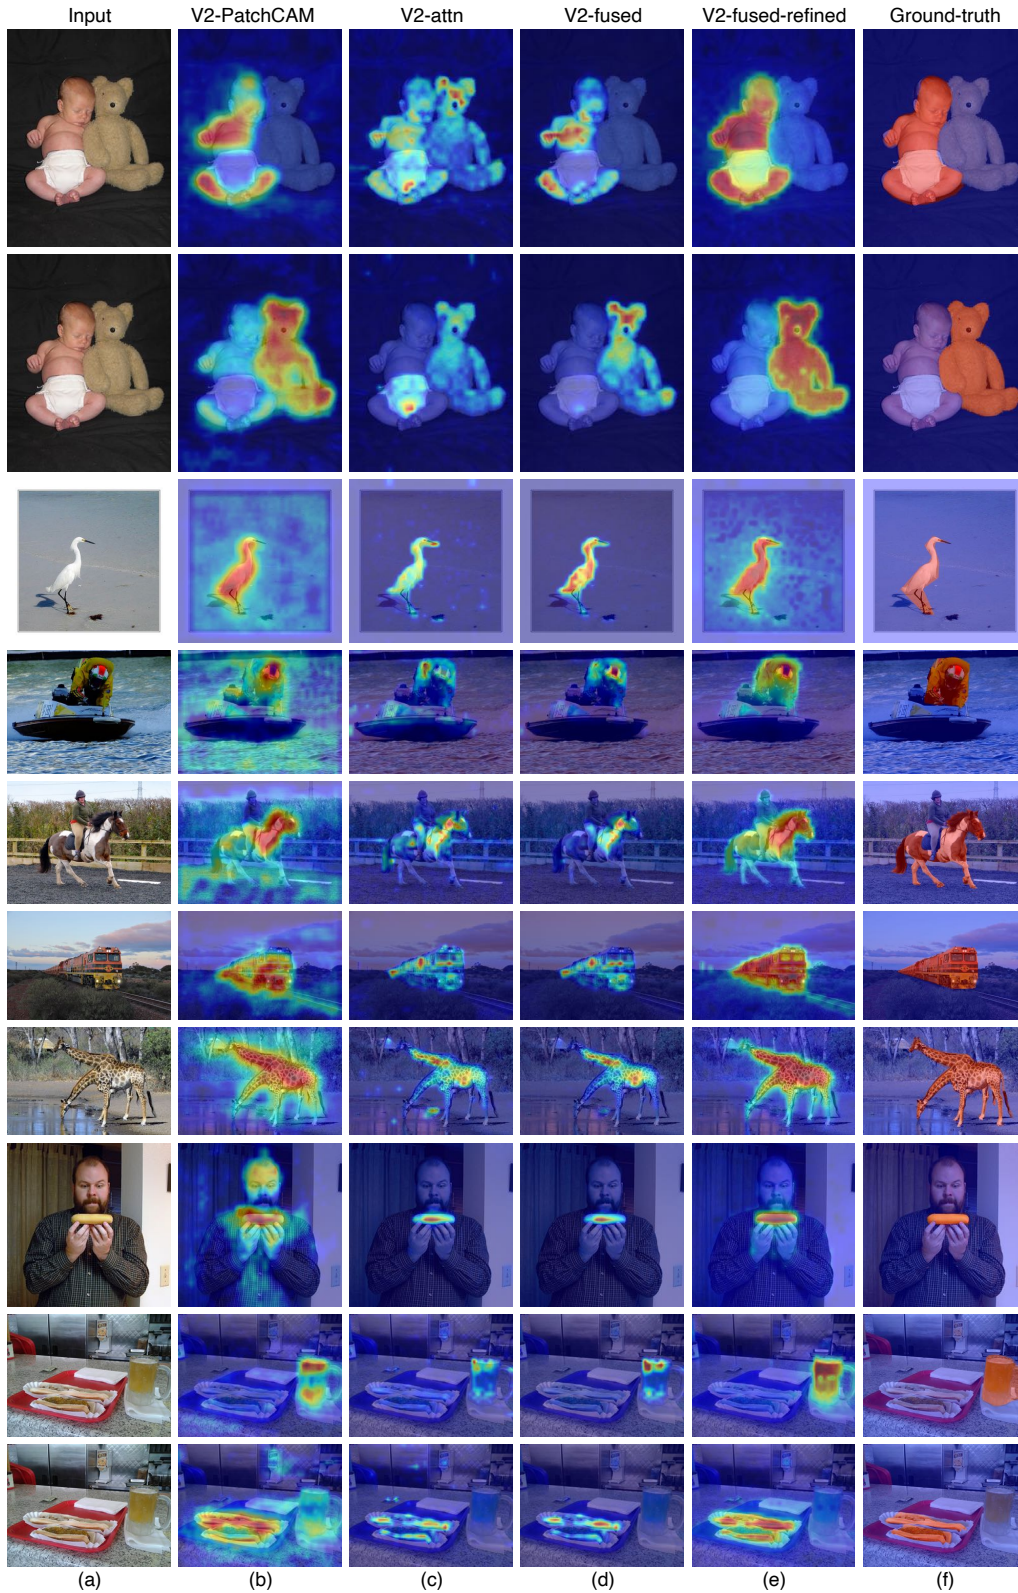 Input V2-PatchCAM V2-attn V2-fused V2-fused-refined Ground-truth
(a) (b) (c) (d) (e) (f)